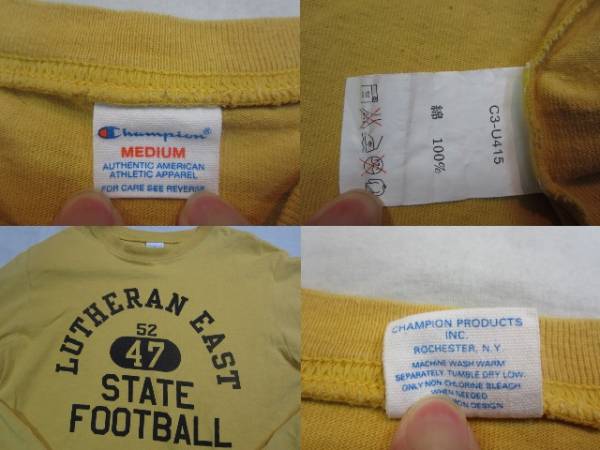 Champion®
MEDIUM
AUTHENTIC AMERICAN
ATHLETIC APPAREL
FOR CARE SEE REVERSE
C3-U415
綿 100%
LUTHERAN EAST
52
47
STATE
FOOTBALL
CHAMPION PRODUCTS
INC.
ROCHESTER, N.Y
MACHINE WASH WARM
SEPARATELY, TUMBLE DRY LOW.
ONLY NON CHLORINE BLEACH
WHEN NEEDED
DESIGN